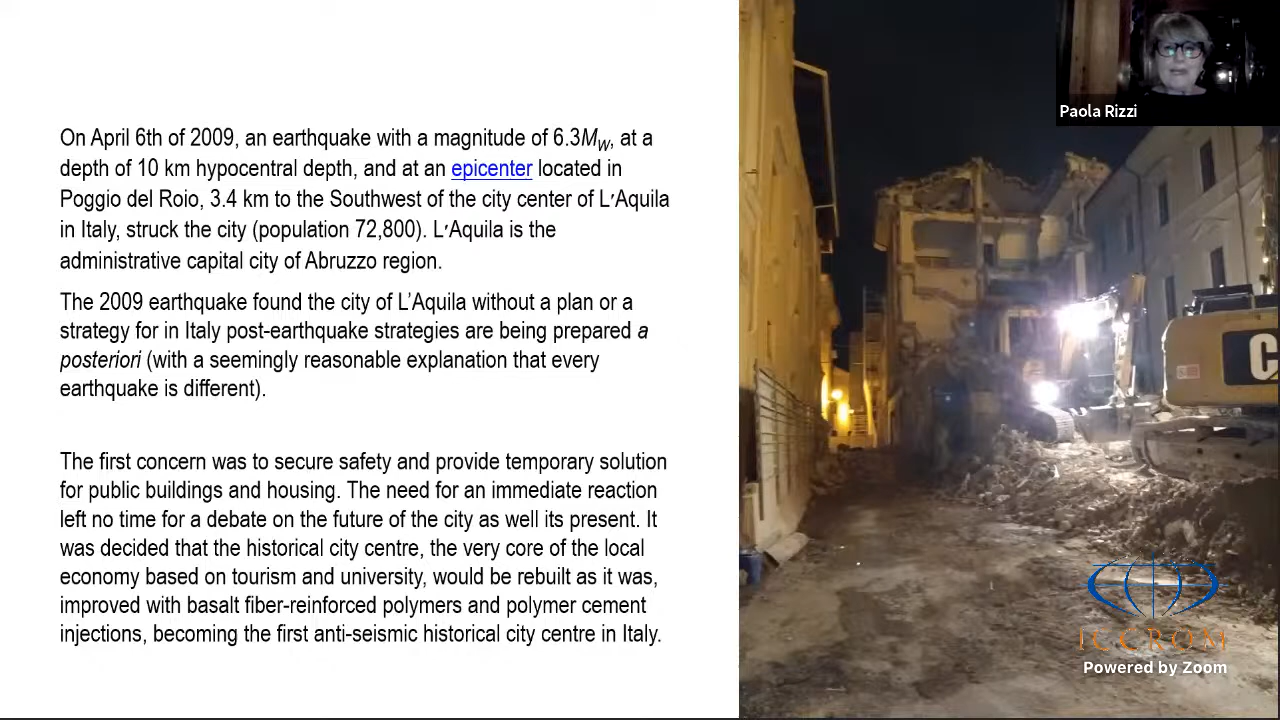 On April 6th of 2009, an earthquake with a magnitude of 6.3Mw, at a
depth of 10 km hypocentral depth, and at an epicenter located in
Poggio del Roio, 3.4 km to the Southwest of the city center of L′Aquila
in Italy, struck the city (population 72,800). L′Aquila is the
administrative capital city of Abruzzo region.
The 2009 earthquake found the city of L’Aquila without a plan or a
strategy for in Italy post-earthquake strategies are being prepared a
posteriori (with a seemingly reasonable explanation that every
earthquake is different).
The first concern was to secure safety and provide temporary solution
for public buildings and housing. The need for an immediate reaction
left no time for a debate on the future of the city as well its present. It
was decided that the historical city centre, the very core of the local
economy based on tourism and university, would be rebuilt as it was,
improved with basalt fiber-reinforced polymers and polymer cement
injections, becoming the first anti-seismic historical city centre in Italy.
Paola Rizzi
C
ICCROM
Powered by Zoom